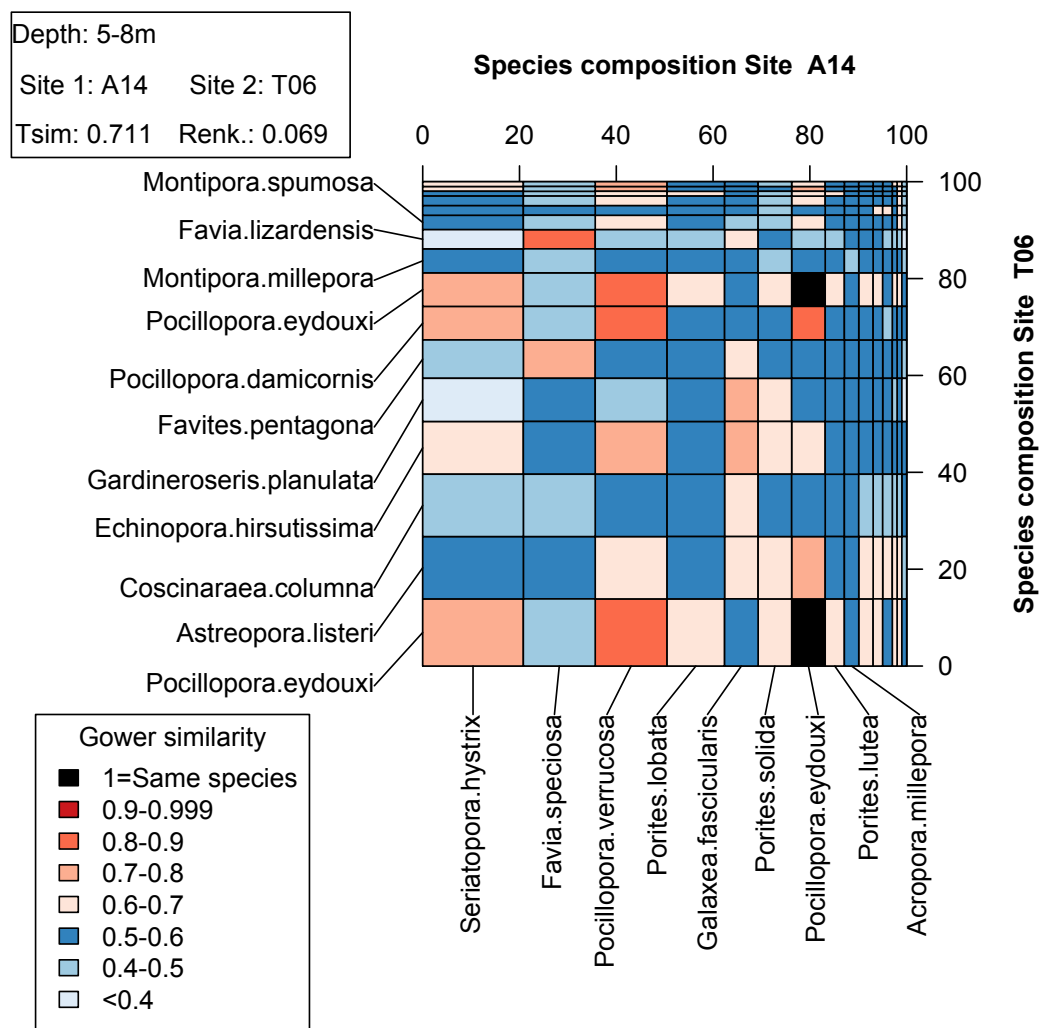 Depth: 5-8m
Site 1: A14 Site 2: T06
Tsim: 0.711 Renk.: 0.069
Species composition Site A14
0 20 40 60 80 100
Montipora.spumosa
Favia.lizardensis
Montipora.millepora
Pocillopora.eydouxi
Pocillopora.damicornis
Favites.pentagona
Gardineroseris.planulata
Echinopora.hirsutissima
Coscinaraea.columna
Astreopora.listeri
Pocillopora.eydouxi
100
80
60
40
20
0
Species composition Site T06
Seriatopora.hystrix
Favia.speciosa
Pocillopora.verrucosa
Porites.lobata
Galaxea.fascicularis
Porites.solida
Pocillopora.eydouxi
Porites.lutea
Acropora.millepora
Gower similarity
1=Same species
0.9-0.999
0.8-0.9
0.7-0.8
0.6-0.7
0.5-0.6
0.4-0.5
<0.4